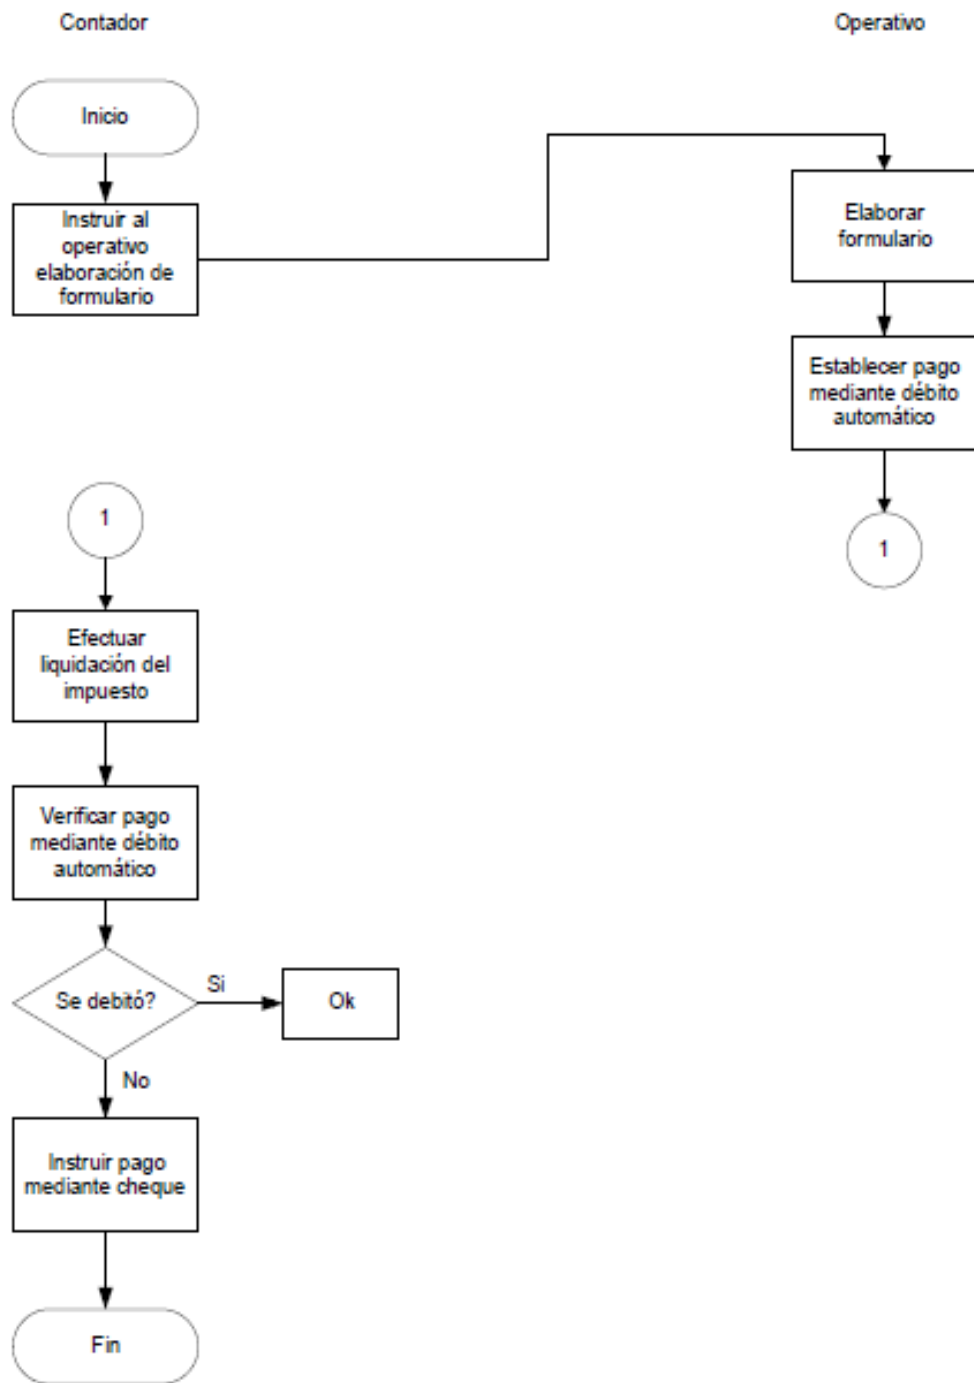 Contador
Operativo
Inicio
Instruir al
operativo
elaboración de
formulario
Elaborar
formulario
Establecer pago
mediante débito
automático
1
1
Efectuar
liquidación del
impuesto
Verificar pago
mediante débito
automático
Se debitó?
Si
Ok
No
Instruir pago
mediante cheque
Fin